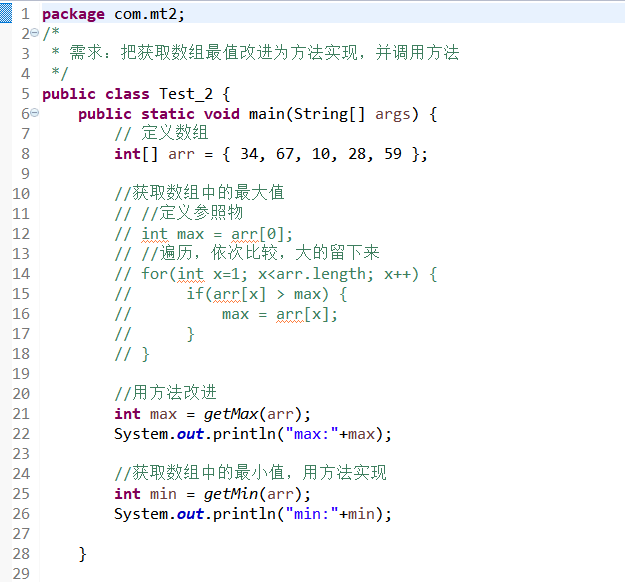 1 package com.mt2;
2 /*
3  * 需求：把获取数组最值改进为方法实现，并调用方法
4  */
5 public class Test_2 {
6     public static void main(String[] args) {
7         // 定义数组
8         int[] arr = { 34, 67, 10, 28, 59 };
9
10         //获取数组中的最大值
11         // //定义参照物
12         // int max = arr[0];
13         // //遍历，依次比较，大的留下来
14         // for(int x=1; x<arr.length; x++) {
15         //      if(arr[x] > max) {
16         //          max = arr[x];
17         //      }
18         // }
19
20         //用方法改进
21         int max = getMax(arr);
22         System.out.println("max:"+max);
23
24         //获取数组中的最小值，用方法实现
25         int min = getMin(arr);
26         System.out.println("min:"+min);
27
28     }
29